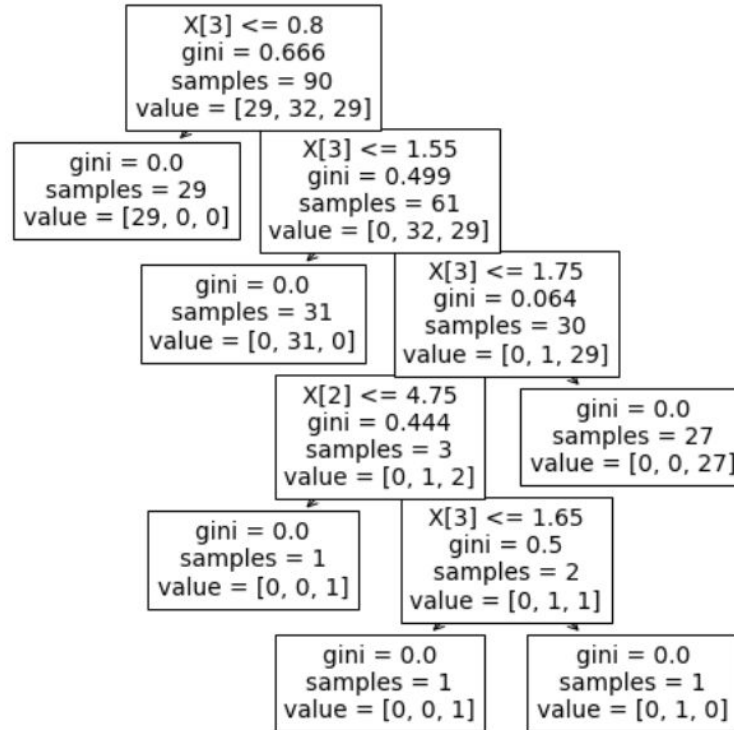 X[3] <= 0.8
gini = 0.666
samples = 90
value = [29, 32, 29]
gini = 0.0
samples = 29
value = [29, 0, 0]
X[3] <= 1.55
gini = 0.499
samples = 61
value = [0, 32, 29]
gini = 0.0
samples = 31
value = [0, 31, 0]
X[3] <= 1.75
gini = 0.064
samples = 30
value = [0, 1, 29]
X[2] <= 4.75
gini = 0.444
samples = 3
value = [0, 1, 2]
gini = 0.0
samples = 27
value = [0, 0, 27]
gini = 0.0
samples = 1
value = [0, 0, 1]
X[3] <= 1.65
gini = 0.5
samples = 2
value = [0, 1, 1]
gini = 0.0
samples = 1
value = [0, 0, 1]
gini = 0.0
samples = 1
value = [0, 1, 0]